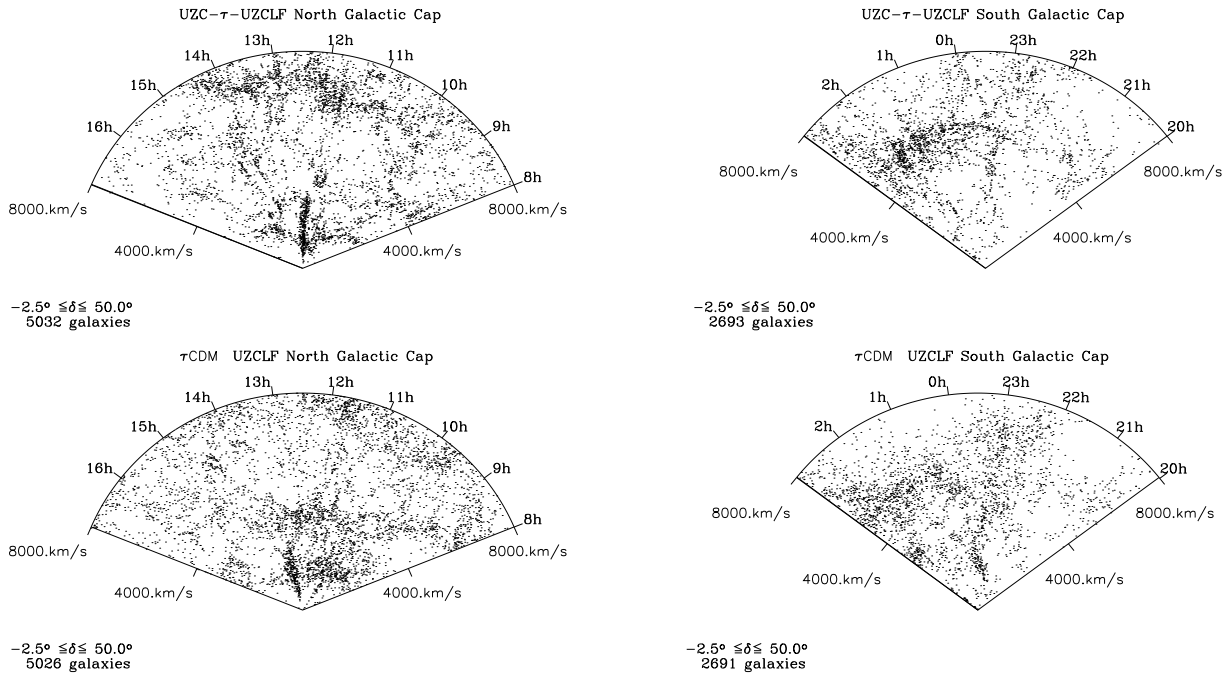 UZC-τ-UZCLF North Galactic Cap
13h 12h
14h 11h
15h 10h
16h 9h
8h
8000.km/s 8000.km/s
4000.km/s 4000.km/s
-2.5° ≦δ≦ 50.0°
5032 galaxies
UZC-τ-UZCLF South Galactic Cap
0h 23h
1h 22h
2h 21h
20h
8000.km/s 8000.km/s
4000.km/s 4000.km/s
-2.5° ≦δ≦ 50.0°
2693 galaxies
τCDM UZCLF North Galactic Cap
13h 12h
14h 11h
15h 10h
16h 9h
8h
8000.km/s 8000.km/s
4000.km/s 4000.km/s
-2.5° ≦δ≦ 50.0°
5026 galaxies
τCDM UZCLF South Galactic Cap
0h 23h
1h 22h
2h 21h
20h
8000.km/s 8000.km/s
4000.km/s 4000.km/s
-2.5° ≦δ≦ 50.0°
2691 galaxies